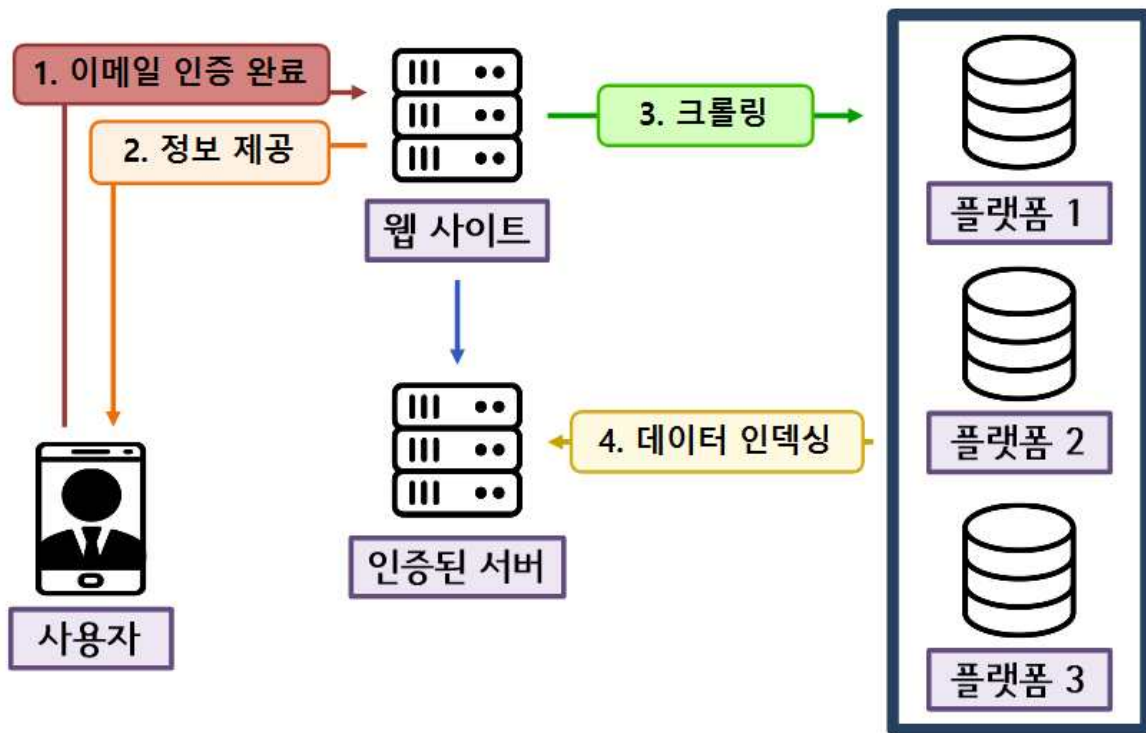 1. 이메일 인증 완료
2. 정보 제공
3. 크롤링
웹 사이트
플랫폼 1
4. 데이터 인덱싱
플랫폼 2
인증된 서버
사용자
플랫폼 3